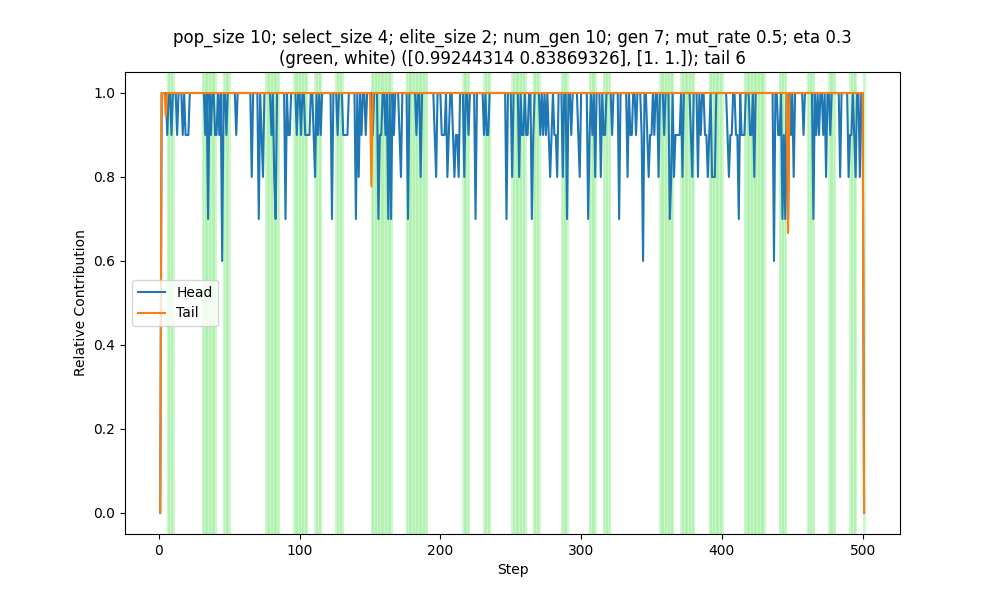 pop_size 10; select_size 4; elite_size 2; num_gen 10; gen 7; mut_rate 0.5; eta 0.3
(green, white) ([0.99244314 0.83869326], [1. 1.]); tail 6
1.0
0.8
0.6
0.4
0.2
0.0
Relative Contribution
Head
Tail
0 100 200 300 400 500
Step